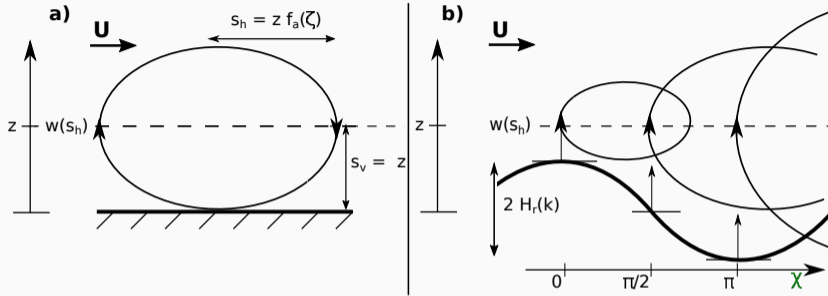 a)
U
s_h = z f_a(ζ)
z
w(s_h)
s_v = z
b)
U
z
w(s_h)
2 H_r(k)
0
π/2
π
χ